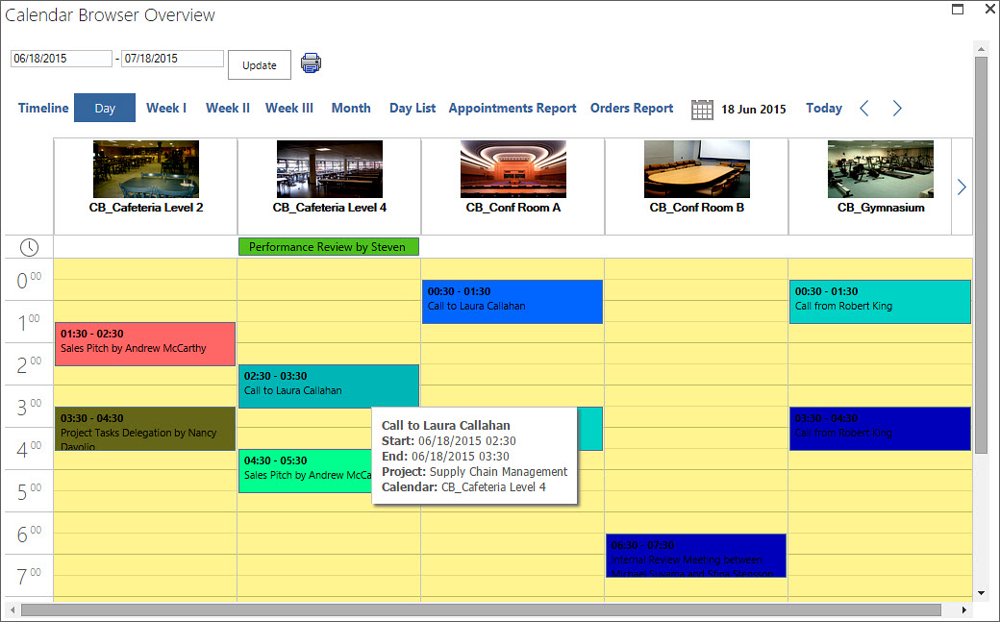 Calendar Browser Overview
06/18/2015 - 07/18/2015 Update
Timeline Day Week I Week II Week III Month Day List Appointments Report Orders Report 18 Jun 2015 Today
CB_Cafeteria Level 2 CB_Cafeteria Level 4 CB_Conf Room A CB_Conf Room B CB_Gymnasium
Performance Review by Steven
0 00
00:30 - 01:30
Call to Laura Callahan
00:30 - 01:30
Call from Robert King
1 00
01:30 - 02:30
Sales Pitch by Andrew McCarthy
2 00
02:30 - 03:30
Call to Laura Callahan
3 00
03:30 - 04:30
Project Tasks Delegation by Nancy
Davolio
03:30 - 04:30
Call from Robert King
Call to Laura Callahan
Start: 06/18/2015 02:30
End: 06/18/2015 03:30
Project: Supply Chain Management
Calendar: CB_Cafeteria Level 4
4 00
04:30 - 05:30
Sales Pitch by Andrew McCa
5 00
6 00
06:30 - 07:30
Internal Review Meeting between
7 00